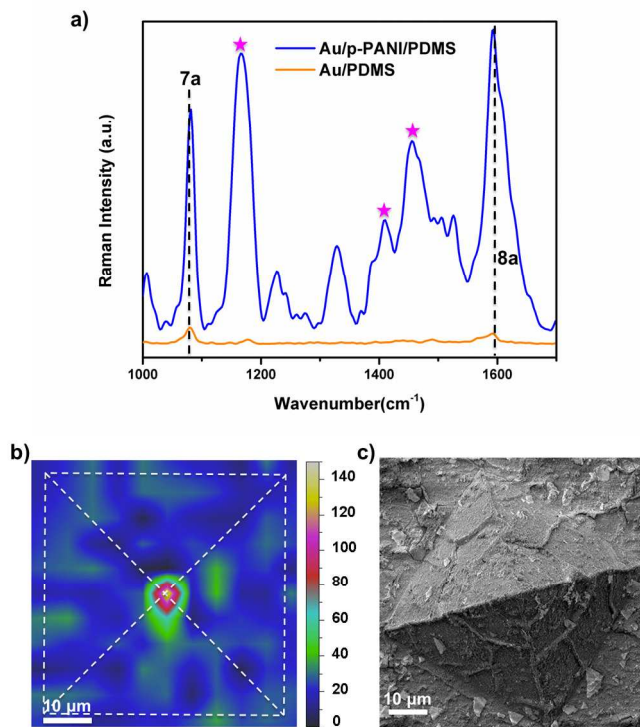 a)
7a
Au/p-PANI/PDMS
Au/PDMS
8a
Raman Intensity (a.u.)
1000
1200
1400
1600
Wavenumber(cm⁻¹)
b)
140
120
100
80
60
40
20
0
10 µm
c)
10 µm